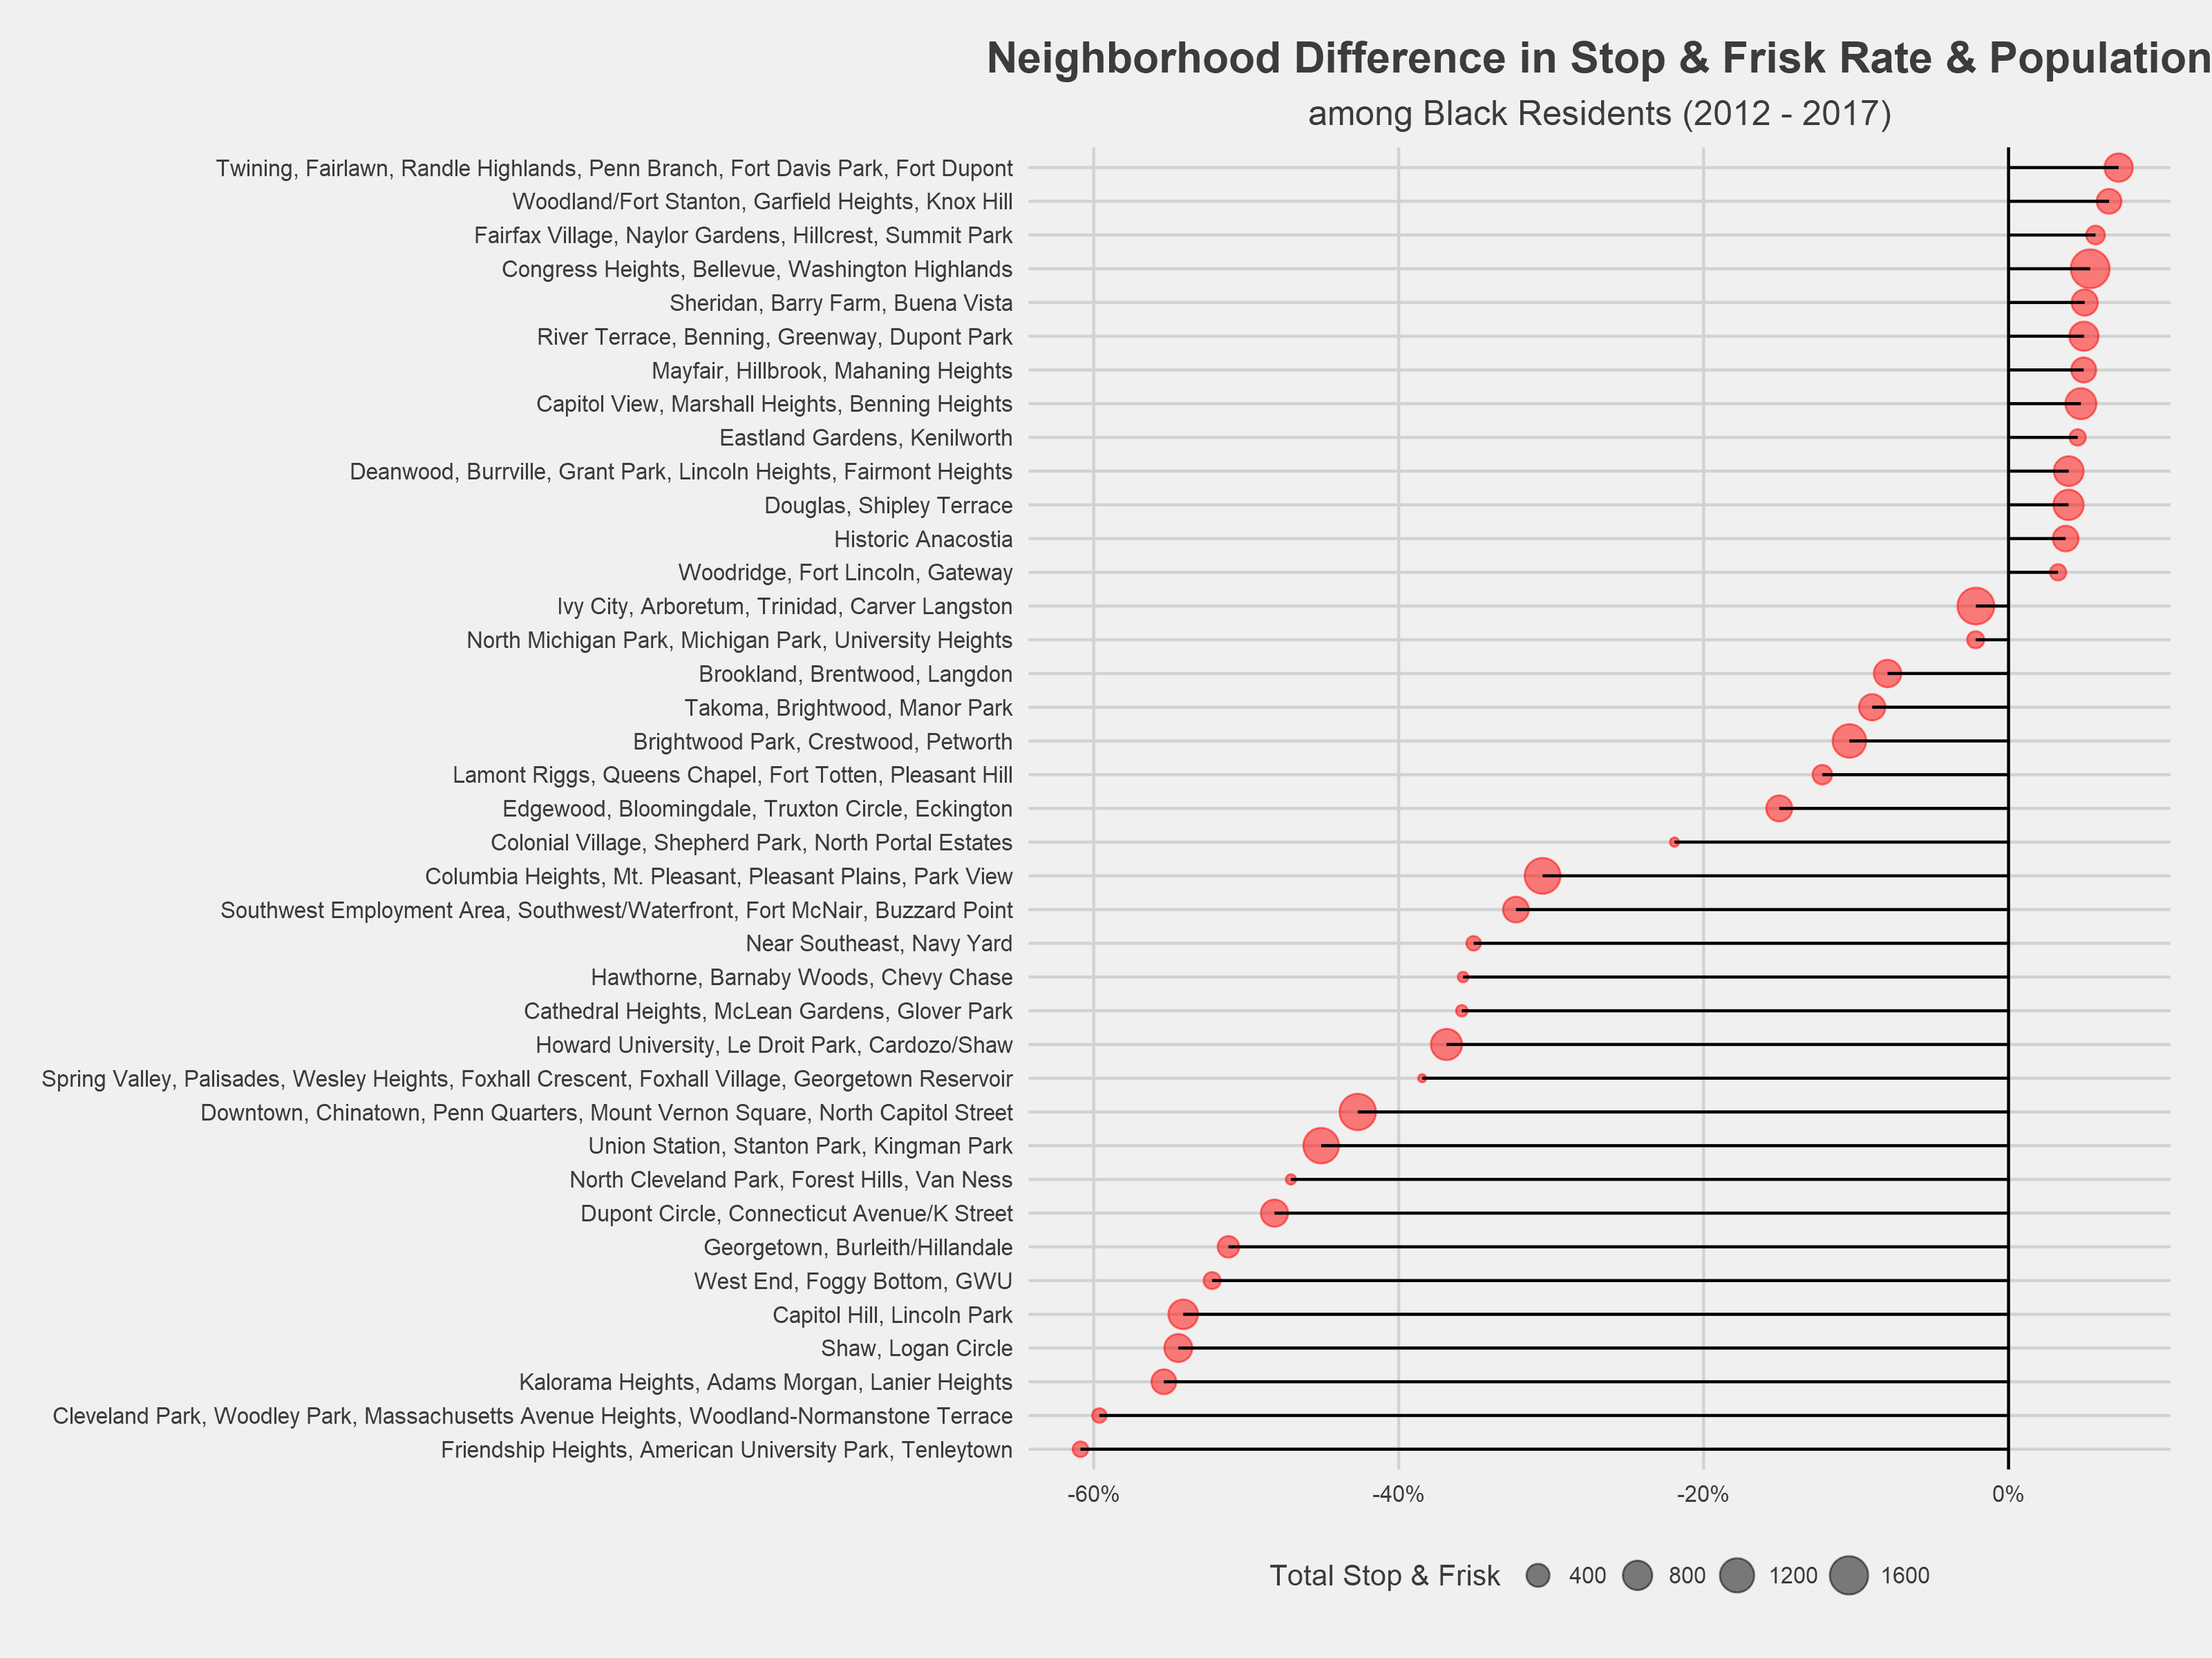 Neighborhood Difference in Stop & Frisk Rate & Population
among Black Residents (2012 - 2017)
Twining, Fairlawn, Randle Highlands, Penn Branch, Fort Davis Park, Fort Dupont
Woodland/Fort Stanton, Garfield Heights, Knox Hill
Fairfax Village, Naylor Gardens, Hillcrest, Summit Park
Congress Heights, Bellevue, Washington Highlands
Sheridan, Barry Farm, Buena Vista
River Terrace, Benning, Greenway, Dupont Park
Mayfair, Hillbrook, Mahaning Heights
Capitol View, Marshall Heights, Benning Heights
Eastland Gardens, Kenilworth
Deanwood, Burrville, Grant Park, Lincoln Heights, Fairmont Heights
Douglas, Shipley Terrace
Historic Anacostia
Woodridge, Fort Lincoln, Gateway
Ivy City, Arboretum, Trinidad, Carver Langston
North Michigan Park, Michigan Park, University Heights
Brookland, Brentwood, Langdon
Takoma, Brightwood, Manor Park
Brightwood Park, Crestwood, Petworth
Lamont Riggs, Queens Chapel, Fort Totten, Pleasant Hill
Edgewood, Bloomingdale, Truxton Circle, Eckington
Colonial Village, Shepherd Park, North Portal Estates
Columbia Heights, Mt. Pleasant, Pleasant Plains, Park View
Southwest Employment Area, Southwest/Waterfront, Fort McNair, Buzzard Point
Near Southeast, Navy Yard
Hawthorne, Barnaby Woods, Chevy Chase
Cathedral Heights, McLean Gardens, Glover Park
Howard University, Le Droit Park, Cardozo/Shaw
Spring Valley, Palisades, Wesley Heights, Foxhall Crescent, Foxhall Village, Georgetown Reservoir
Downtown, Chinatown, Penn Quarters, Mount Vernon Square, North Capitol Street
Union Station, Stanton Park, Kingman Park
North Cleveland Park, Forest Hills, Van Ness
Dupont Circle, Connecticut Avenue/K Street
Georgetown, Burleith/Hillandale
West End, Foggy Bottom, GWU
Capitol Hill, Lincoln Park
Shaw, Logan Circle
Kalorama Heights, Adams Morgan, Lanier Heights
Cleveland Park, Woodley Park, Massachusetts Avenue Heights, Woodland-Normanstone Terrace
Friendship Heights, American University Park, Tenleytown
-60% -40% -20% 0%
Total Stop & Frisk 400 800 1200 1600